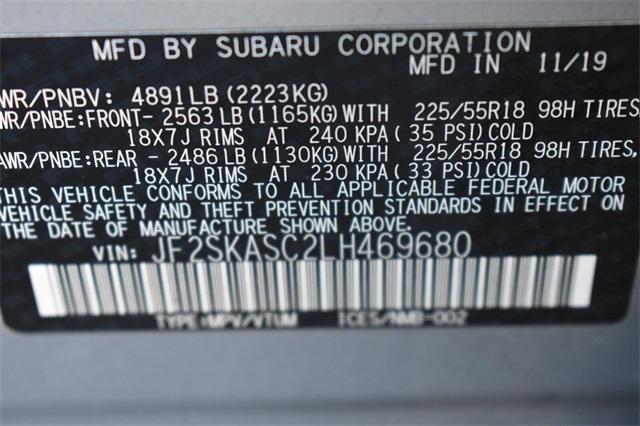 MFD BY SUBARU CORPORATION
MFD IN 11/19
WR/PNBV: 4891LB (2223KG)
WR/PNBE:FRONT- 2563 LB (1165KG)WITH 225/55R18 98H TIRES
18X7J RIMS AT 240 KPA( 35 PSI)COLD
AWR/PNBE:REAR - 2486 LB (1130KG)WITH 225/55R18 98H TIRES,
18X7J RIMS AT 230 KPA( 33 PSI)COLD
THIS VEHICLE CONFORMS TO ALL APPLICABLE FEDERAL MOTOR
VEHICLE SAFETY AND THEFT PREVENTION STANDARDS IN EFFECT ON
THE DATE OF MANUFACTURE SHOWN ABOVE.
VIN: JF2SKASC2LH469680
TYPE:MPV/VTUM ICES/NMB-002